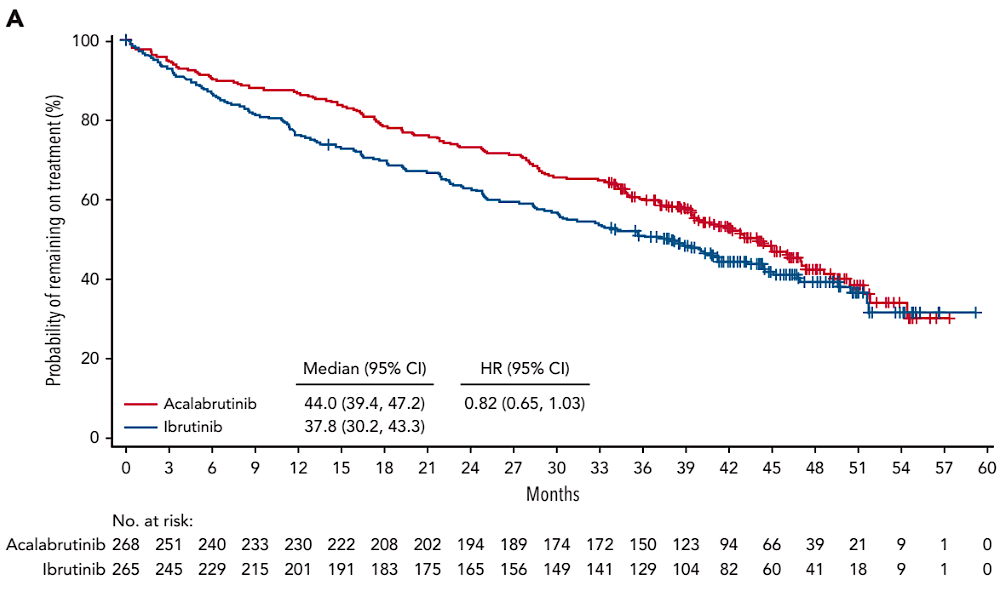 A
Probability of remaining on treatment (%)
100
80
60
40
20
0
Median (95% CI) HR (95% CI)
Acalabrutinib 44.0 (39.4, 47.2) 0.82 (0.65, 1.03)
Ibrutinib 37.8 (30.2, 43.3)
0 3 6 9 12 15 18 21 24 27 30 33 36 39 42 45 48 51 54 57 60
Months
No. at risk:
Acalabrutinib 268 251 240 233 230 222 208 202 194 189 174 172 150 123 94 66 39 21 9 1 0
Ibrutinib 265 245 229 215 201 191 183 175 165 156 149 141 129 104 82 60 41 18 9 1 0